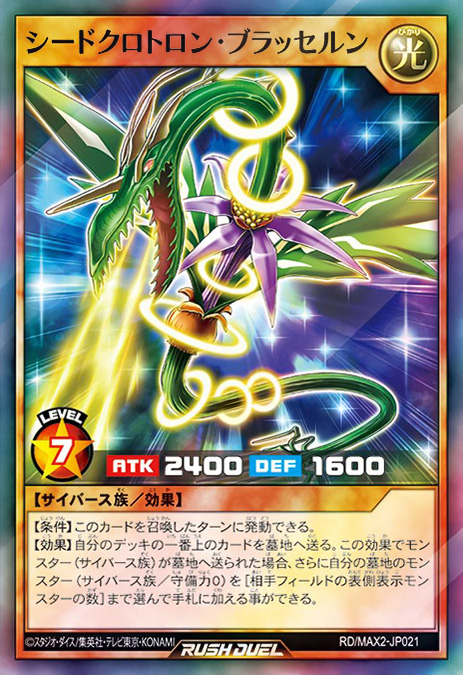 シードクロトロン・ブラッセルン
ひかり
光
LEVEL
7
ATK 2400 DEF 1600
【サイバース族／効果】
【条件】このカードを召喚したターンに発動できる。
【効果】自分のデッキの一番上のカードを墓地へ送る。この効果でモン
スター（サイバース族）が墓地へ送られた場合、さらに自分の墓地のモン
スター（サイバース族／守備力0）を［相手フィールドの表側表示モン
スターの数］まで選んで手札に加える事ができる。
©スタジオ・ダイス/集英社・テレビ東京・KONAMI
RUSH DUEL
RD/MAX2-JP021